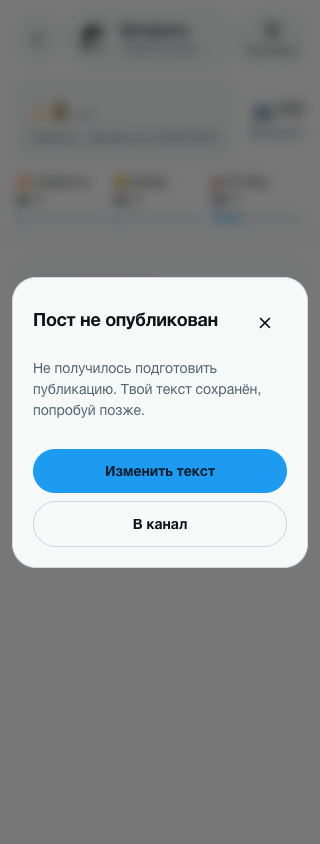 Пост не опубликован
Не получилось подготовить
публикацию. Твой текст сохранён,
попробуй позже.
Изменить текст
В канал